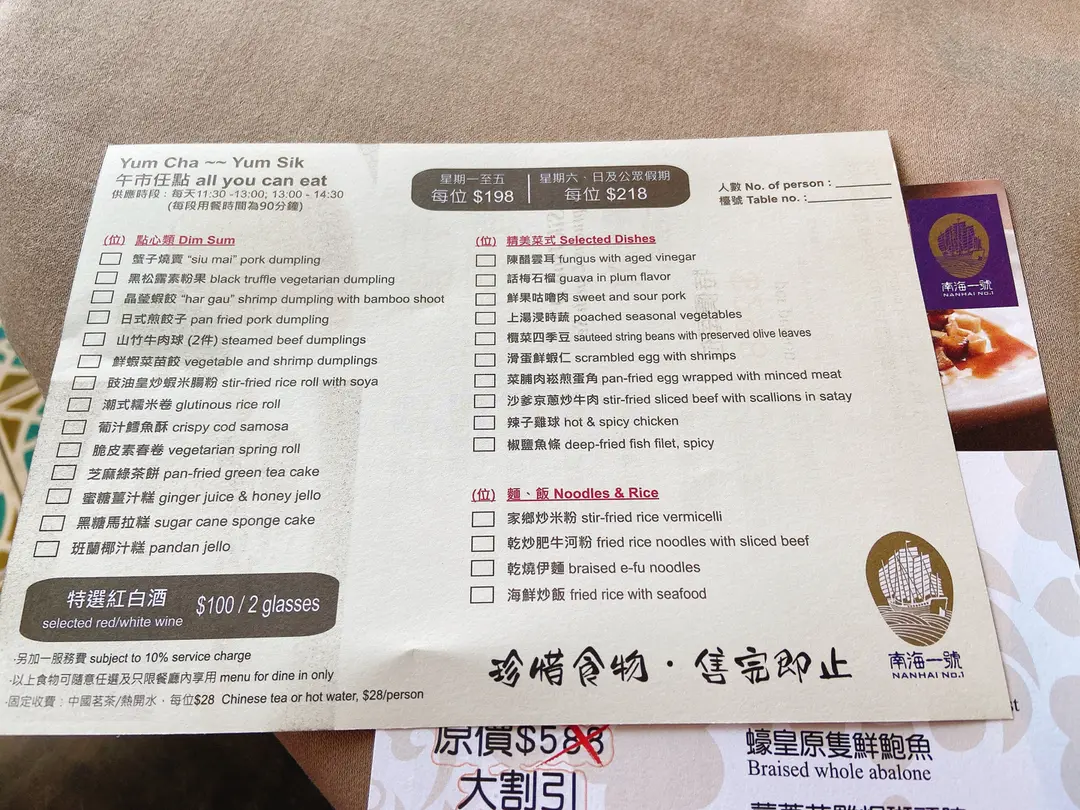 Yum Cha ~~ Yum Sik
午市任點 all you can eat
供應時段：每天11:30 -13:00; 13:00 - 14:30
(每段用餐時間為90分鐘)
星期一至五
每位 $198
星期六、日及公眾假期
每位 $218
人數 No. of person : ________
檯號 Table no. :____________
(位) 點心類 Dim Sum
蟹子燒賣 “siu mai” pork dumpling
黑松露素粉果 black truffle vegetarian dumpling
晶瑩蝦餃 “har gau” shrimp dumpling with bamboo shoot
日式煎餃子 pan fried pork dumpling
山竹牛肉球 (2件) steamed beef dumplings
鮮蝦菜苗餃 vegetable and shrimp dumplings
豉油皇炒蝦米腸粉 stir-fried rice roll with soya
潮式糯米卷 glutinous rice roll
葡汁鱈魚酥 crispy cod samosa
脆皮素春卷 vegetarian spring roll
芝麻綠茶餅 pan-fried green tea cake
蜜糖薑汁糕 ginger juice & honey jello
黑糖馬拉糕 sugar cane sponge cake
班蘭椰汁糕 pandan jello
特選紅白酒
selected red/white wine
$100 / 2 glasses
·另加一服務費 subject to 10% service charge
·以上食物可隨意任選及只限餐廳內享用 menu for dine in only
·固定收費：中國茗茶/熱開水，每位$28 Chinese tea or hot water, $28/person
(位) 精美菜式 Selected Dishes
陳醋雲耳 fungus with aged vinegar
話梅石榴 guava in plum flavor
鮮果咕嚕肉 sweet and sour pork
上湯浸時蔬 poached seasonal vegetables
欖菜四季豆 sauteed string beans with preserved olive leaves
滑蛋鮮蝦仁 scrambled egg with shrimps
菜脯肉崧煎蛋角 pan-fried egg wrapped with minced meat
沙爹京蔥炒牛肉 stir-fried sliced beef with scallions in satay
辣子雞球 hot & spicy chicken
椒鹽魚條 deep-fried fish filet, spicy
(位) 麵、飯 Noodles & Rice
家鄉炒米粉 stir-fried rice vermicelli
乾炒肥牛河粉 fried rice noodles with sliced beef
乾燒伊麵 braised e-fu noodles
海鮮炒飯 fried rice with seafood
珍惜食物·售完即止
南海一號
NANHAI No.1
南海一號
NANHAI No.1
原價$588
大割引
蠔皇原隻鮮鮑魚
Braised whole abalone